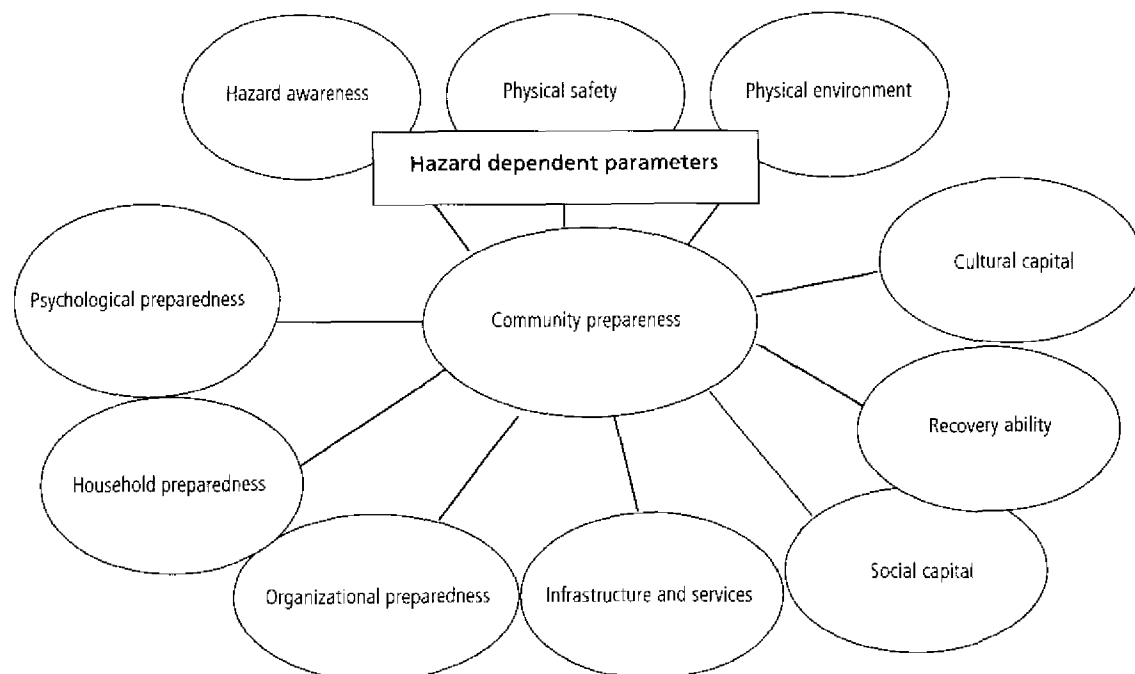 Hazard awareness
Physical safety
Physical environment
Hazard dependent parameters
Cultural capital
Psychological preparedness
Community prepareness
Recovery ability
Household preparedness
Social capital
Organizational preparedness
Infrastructure and services